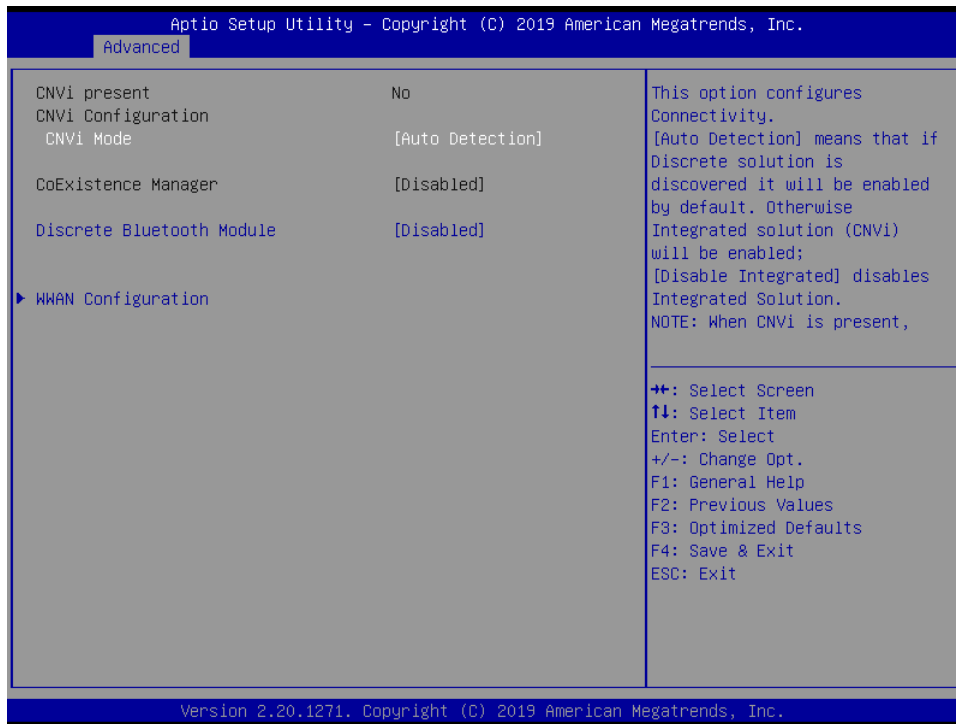 Aptio Setup Utility – Copyright (C) 2019 American Megatrends, Inc.
Advanced
CNVi present No
CNVi Configuration
CNVi Mode [Auto Detection]
CoExistence Manager [Disabled]
Discrete Bluetooth Module [Disabled]
WWAN Configuration
This option configures
Connectivity.
[Auto Detection] means that if
Discrete solution is
discovered it will be enabled
by default. Otherwise
Integrated solution (CNVi)
will be enabled;
[Disable Integrated] disables
Integrated Solution.
NOTE: When CNVi is present,
→←: Select Screen
↑↓: Select Item
Enter: Select
+/-: Change Opt.
F1: General Help
F2: Previous Values
F3: Optimized Defaults
F4: Save & Exit
ESC: Exit
Version 2.20.1271. Copyright (C) 2019 American Megatrends, Inc.